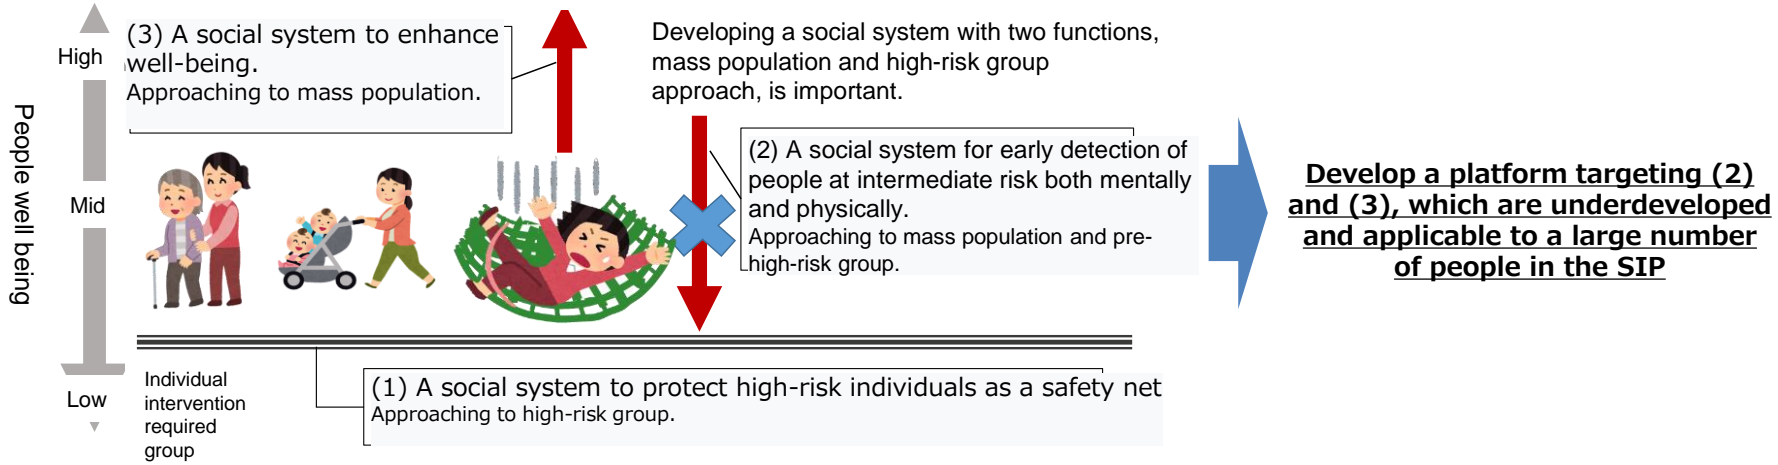 People well being
High
Mid
Low
(3) A social system to enhance
well-being.
Approaching to mass population.
Developing a social system with two functions,
mass population and high-risk group
approach, is important.
(2) A social system for early detection of
people at intermediate risk both mentally
and physically.
Approaching to mass population and pre-
high-risk group.
Individual
intervention
required
group
(1) A social system to protect high-risk individuals as a safety net
Approaching to high-risk group.
Develop a platform targeting (2)
and (3), which are underdeveloped
and applicable to a large number
of people in the SIP